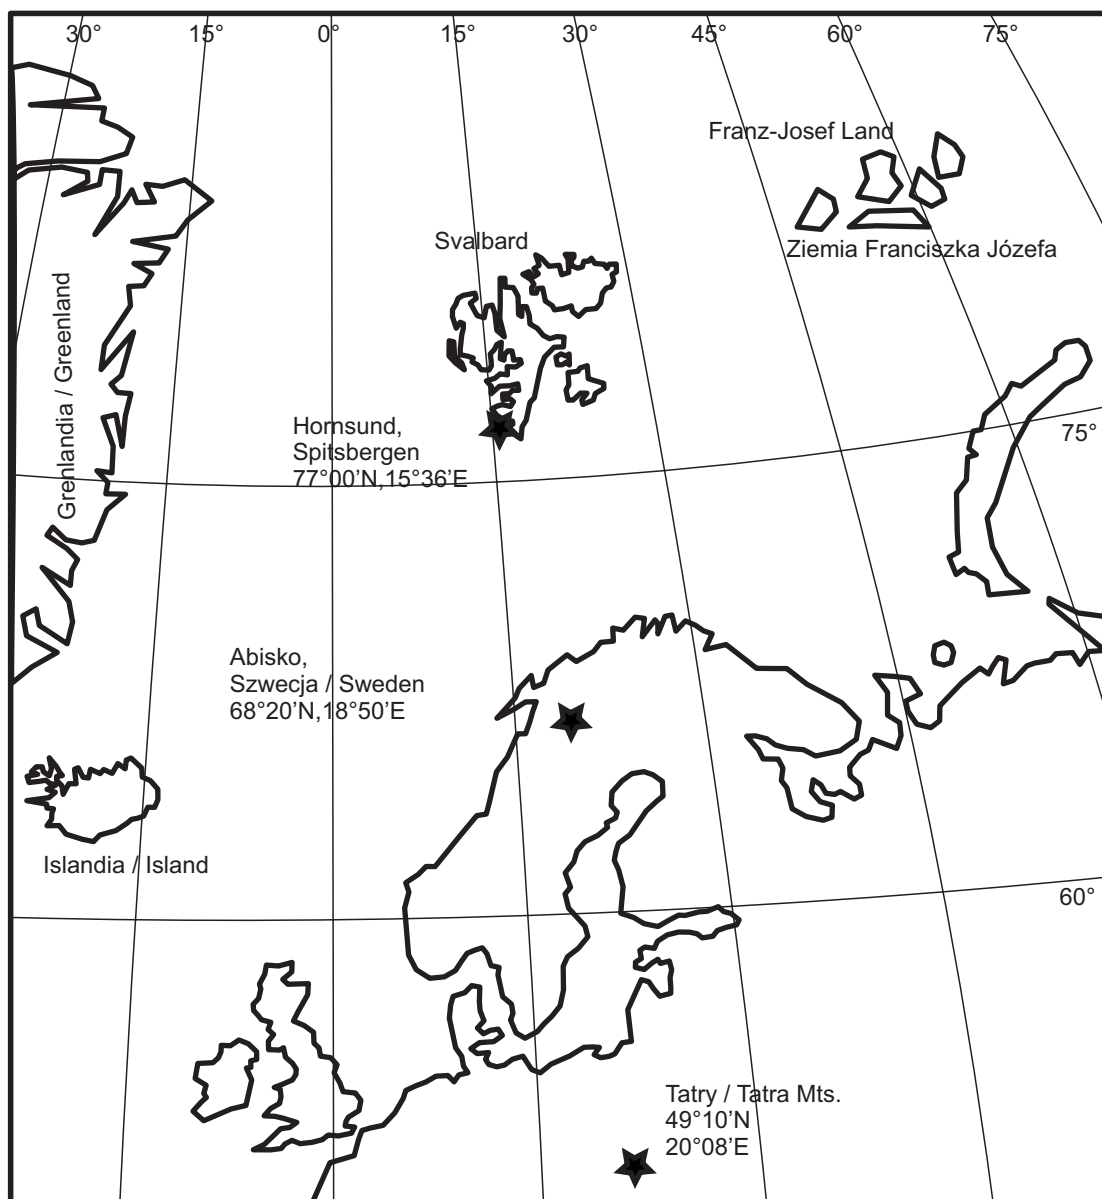 30° 15° 0° 15° 30° 45° 60° 75°
Franz-Josef Land
Ziemia Franciszka Józefa
Svalbard
Grenlandia / Greenland
Hornsund,
Spitsbergen
77°00'N,15°36'E
75°
Abisko,
Szwecja / Sweden
68°20'N,18°50'E
Islandia / Island
60°
Tatry / Tatra Mts.
49°10'N
20°08'E